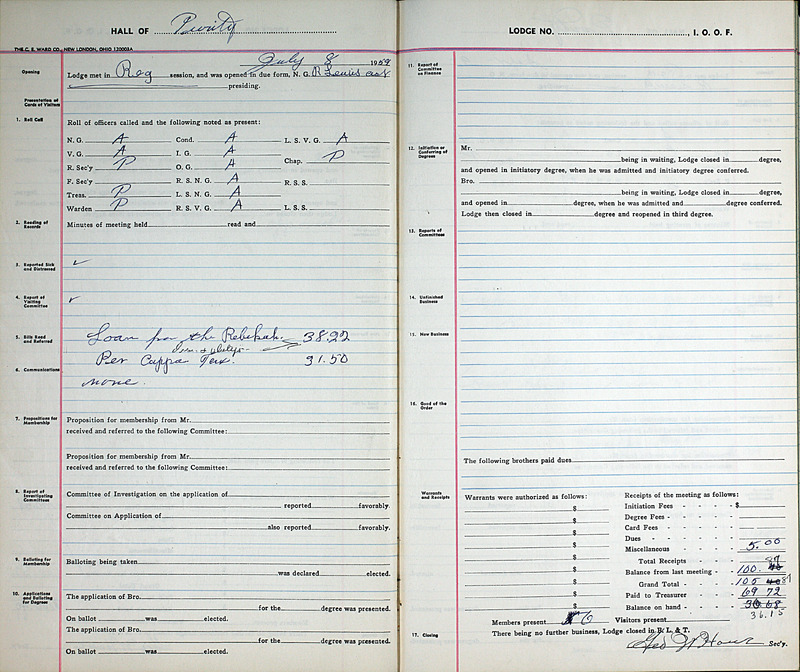 HALL OF Purity
THE C. E. WARD CO., NEW LONDON, OHIO 120003A
July 8 1959
Opening
Lodge met in Reg session, and was opened in due form, N. G. R Lewis
presiding.
Presentation of
Cards of Visitors
1. Roll Call
Roll of officers called and the following noted as present:
N. G. A Cond. A L. S. V. G. A
V. G. A I. G. A Chap. P
R. Sec'y P O. G. A
F. Sec'y R. S. N. G. A R. S. S.
Treas. P L. S. N. G. A
Warden P R. S. V. G. A L. S. S.
2. Reading of
Records
Minutes of meeting held read and
3. Reported Sick
and Distressed
✓
4. Report of
Visiting
Committee
✓
5. Bills Read
and Referred
Loan for the Rebekah. 38.22
Per Cappa Tax. 31.50
6. Communications
none.
7. Propositions for
Membership
Proposition for membership from Mr.
received and referred to the following Committee:
Proposition for membership from Mr.
received and referred to the following Committee:
8. Report of
Investigating
Committees
Committee of Investigation on the application of
reported favorably.
Committee on Application of
also reported favorably.
9. Balloting for
Membership
Balloting being taken
was declared elected.
10. Applications
and Balloting
for Degrees
The application of Bro.
for the degree was presented.
On ballot was elected.
The application of Bro.
for the degree was presented.
On ballot was elected.
LODGE NO. , I. O. O. F.
11. Report of
Committee
on Finance
12. Initiation or
Conferring of
Degrees
Mr.
being in waiting, Lodge closed in degree,
and opened in initiatory degree, when he was admitted and initiatory degree conferred.
Bro.
being in waiting, Lodge closed in degree,
and opened in degree, when he was admitted and degree conferred.
Lodge then closed in degree and reopened in third degree.
13. Reports of
Committees
14. Unfinished
Business
15. New Business
16. Good of the
Order
The following brothers paid dues
Warrants
and Receipts
Warrants were authorized as follows:
$
$
$
$
$
$
$
$
$
Receipts of the meeting as follows:
Initiation Fees $
Degree Fees
Card Fees
Dues
Miscellaneous 5.00
Total Receipts
Balance from last meeting 100. 87
Grand Total 105 87
Paid to Treasurer 69 72
Balance on hand 36 68
36.15
Members present 6 Visitors present
17. Closing
There being no further business, Lodge closed in F. L. & T.
Sec'y.